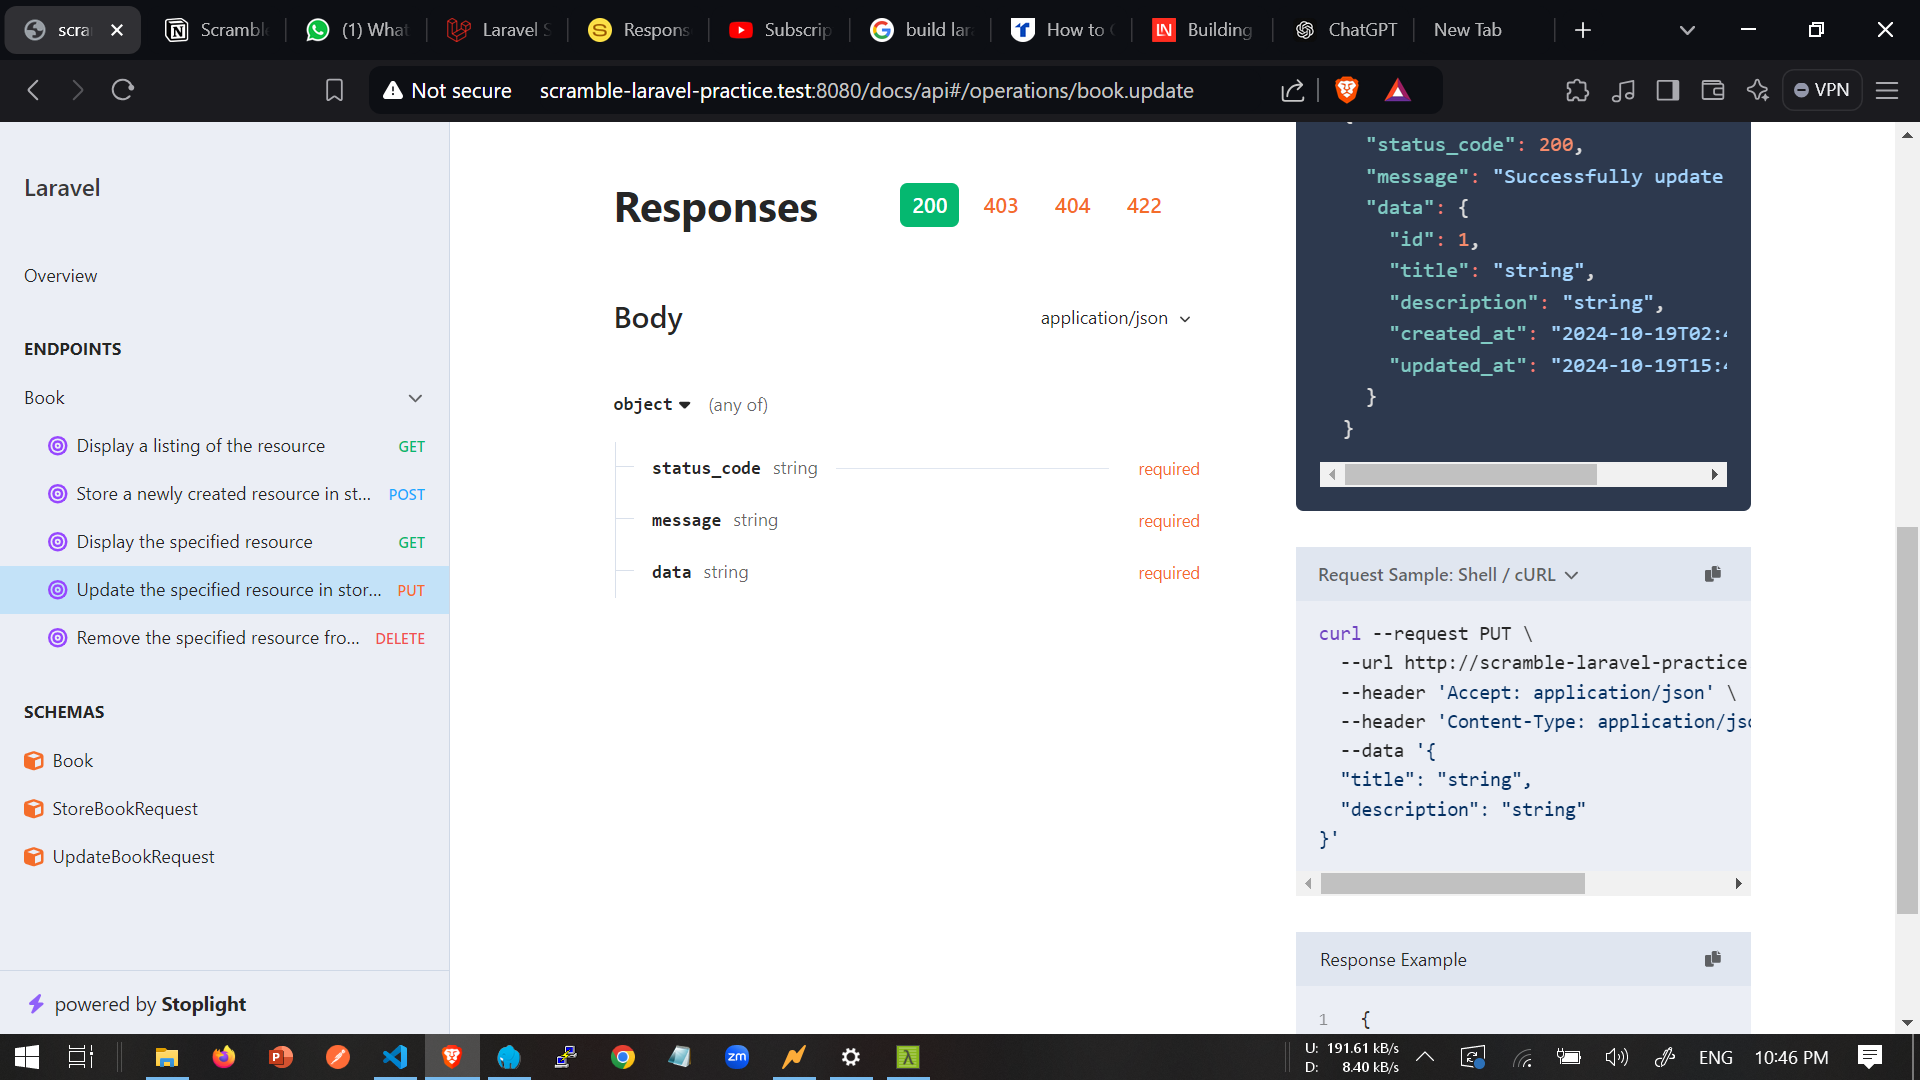 scra
Scramble
(1) What
Laravel S
Respons
Subscrip
build lar
How to
Building
ChatGPT
New Tab
Not secure scramble-laravel-practice.test:8080/docs/api#/operations/book.update
VPN
Laravel
Overview
ENDPOINTS
Book
Display a listing of the resource GET
Store a newly created resource in st... POST
Display the specified resource GET
Update the specified resource in stor... PUT
Remove the specified resource fro... DELETE
SCHEMAS
Book
StoreBookRequest
UpdateBookRequest
powered by Stoplight
Responses 200 403 404 422
Body application/json
object (any of)
status_code string required
message string required
data string required
{
"status_code": 200,
"message": "Successfully update
"data": {
"id": 1,
"title": "string",
"description": "string",
"created_at": "2024-10-19T02:4
"updated_at": "2024-10-19T15:4
}
}
Request Sample: Shell / cURL
curl --request PUT \
--url http://scramble-laravel-practice
--header 'Accept: application/json' \
--header 'Content-Type: application/jso
--data '{
"title": "string",
"description": "string"
}'
Response Example
1 {
U: 191.61 kB/s
D: 8.40 kB/s
ENG
10:46 PM